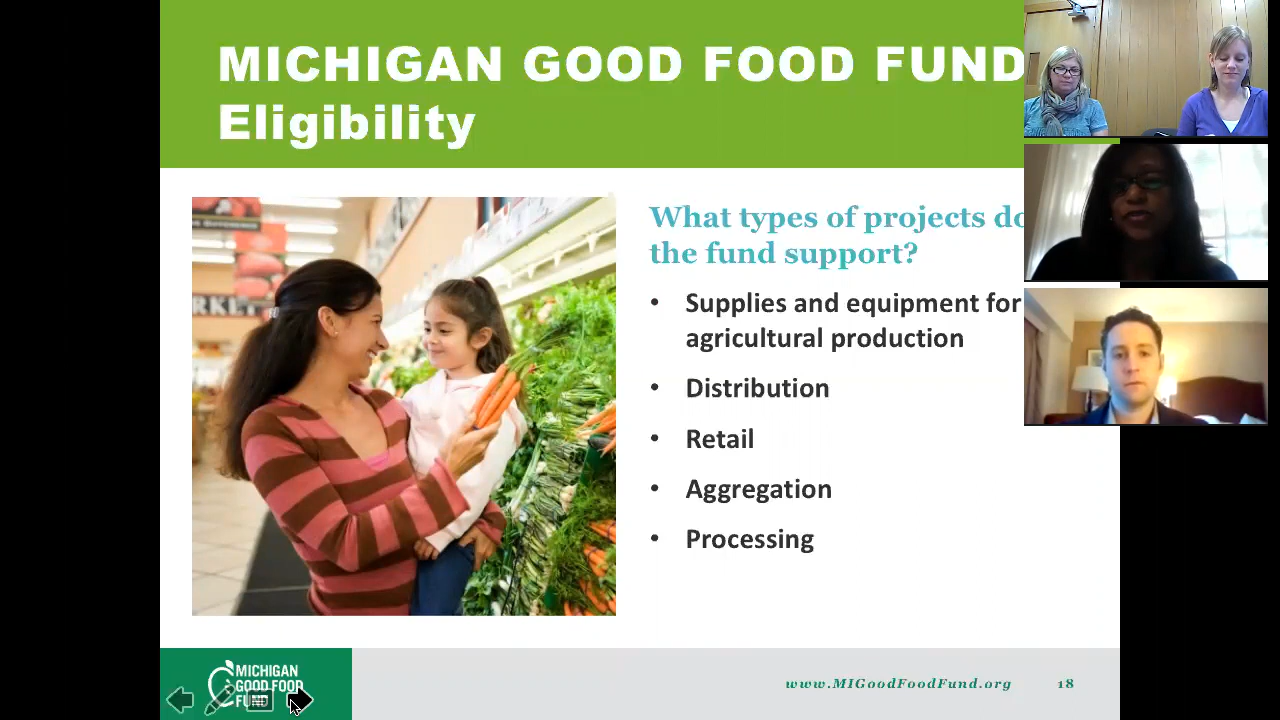 MICHIGAN GOOD FOOD FUND
Eligibility
What types of projects do
the fund support?
• Supplies and equipment for
agricultural production
• Distribution
• Retail
• Aggregation
• Processing
MICHIGAN
GOOD FOOD
FUND
www.MIGoodFoodFund.org
18